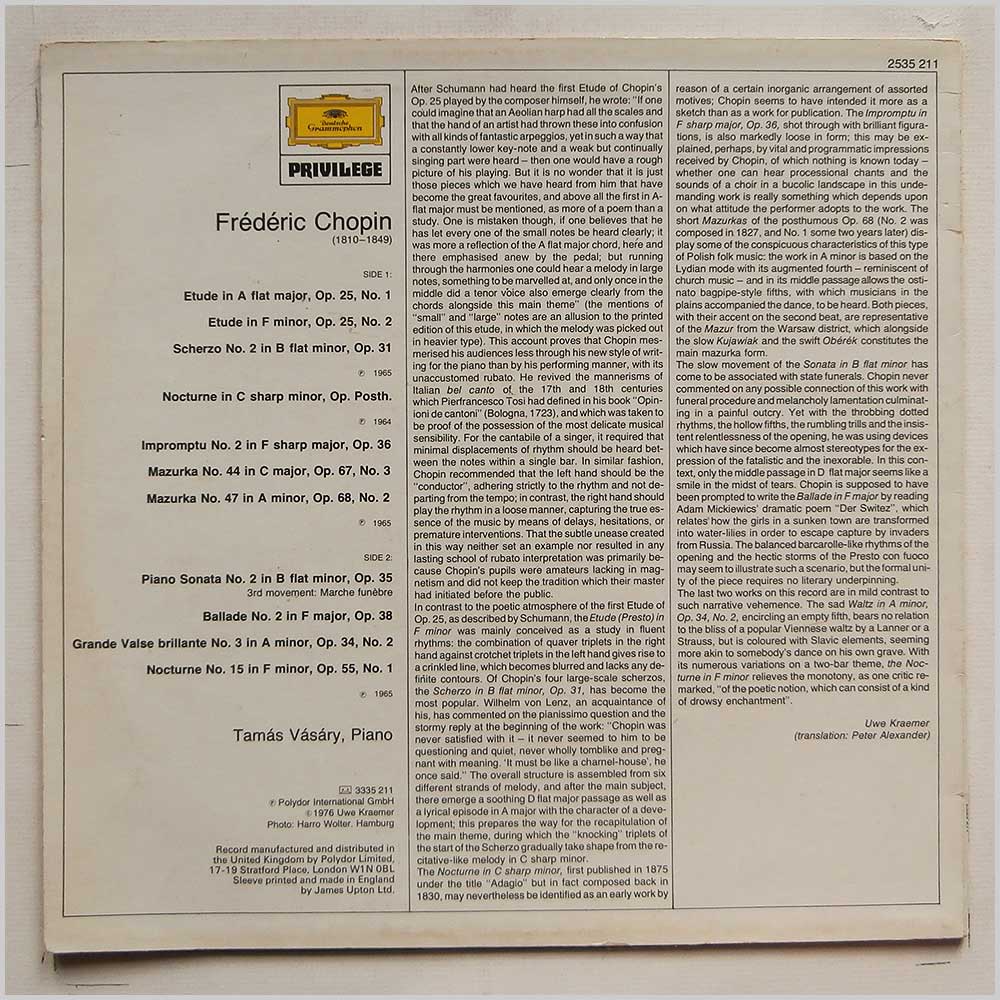 2535 211
Deutsche
Grammophon
PRIVILEGE
Frédéric Chopin
(1810–1849)
SIDE 1:
Etude in A flat major, Op. 25, No. 1
Etude in F minor, Op. 25, No. 2
Scherzo No. 2 in B flat minor, Op. 31
℗ 1965
Nocturne in C sharp minor, Op. Posth.
℗ 1964
Impromptu No. 2 in F sharp major, Op. 36
Mazurka No. 44 in C major, Op. 67, No. 3
Mazurka No. 47 in A minor, Op. 68, No. 2
℗ 1965
SIDE 2:
Piano Sonata No. 2 in B flat minor, Op. 35
3rd movement: Marche funèbre
Ballade No. 2 in F major, Op. 38
Grande Valse brillante No. 3 in A minor, Op. 34, No. 2
Nocturne No. 15 in F minor, Op. 55, No. 1
℗ 1965
Tamás Vásáry, Piano
3335 211
℗ Polydor International GmbH
© 1976 Uwe Kraemer
Photo: Harro Wolter. Hamburg
Record manufactured and distributed in
the United Kingdom by Polydor Limited,
17-19 Stratford Place, London W1N 0BL
Sleeve printed and made in England
by James Upton Ltd.
After Schumann had heard the first Etude of Chopin's
Op. 25 played by the composer himself, he wrote: "If one
could imagine that an Aeolian harp had all the scales and
that the hand of an artist had thrown these into confusion
with all kinds of fantastic arpeggios, yet in such a way that
a constantly lower key-note and a weak but continually
singing part were heard – then one would have a rough
picture of his playing. But it is no wonder that it is just
those pieces which we have heard from him that have
become the great favourites, and above all the first in A-
flat major must be mentioned, as more of a poem than a
study. One is mistaken though, if one believes that he
has let every one of the small notes be heard clearly; it
was more a reflection of the A flat major chord, here and
there emphasised anew by the pedal; but running
through the harmonies one could hear a melody in large
notes, something to be marvelled at, and only once in the
middle did a tenor voice also emerge clearly from the
chords alongside this main theme" (the mentions of
"small" and "large" notes are an allusion to the printed
edition of this etude, in which the melody was picked out
in heavier type). This account proves that Chopin mes-
merised his audiences less through his new style of writ-
ing for the piano than by his performing manner, with its
unaccustomed rubato. He revived the mannerisms of
Italian bel canto of the 17th and 18th centuries
which Pierfrancesco Tosi had defined in his book "Opin-
ioni de cantoni" (Bologna, 1723), and which was taken to
be proof of the possession of the most delicate musical
sensibility. For the cantabile of a singer, it required that
minimal displacements of rhythm should be heard bet-
ween the notes within a single bar. In similar fashion,
Chopin recommended that the left hand should be the
"conductor", adhering strictly to the rhythm and not de-
parting from the tempo; in contrast, the right hand should
play the rhythm in a loose manner, capturing the true es-
sence of the music by means of delays, hesitations, or
premature interventions. That the subtle unease created
in this way neither set an example nor resulted in any
lasting school of rubato interpretation was primarily be-
cause Chopin's pupils were amateurs lacking in mag-
netism and did not keep the tradition which their master
had initiated before the public.
In contrast to the poetic atmosphere of the first Etude of
Op. 25, as described by Schumann, the Etude (Presto) in
F minor was mainly conceived as a study in fluent
rhythms: the combination of quaver triplets in the right
hand against crotchet triplets in the left hand gives rise to
a crinkled line, which becomes blurred and lacks any de-
finite contours. Of Chopin's four large-scale scherzos,
the Scherzo in B flat minor, Op. 31, has become the
most popular. Wilhelm von Lenz, an acquaintance of
his, has commented on the pianissimo question and the
stormy reply at the beginning of the work: "Chopin was
never satisfied with it – it never seemed to him to be
questioning and quiet, never wholly tomblike and preg-
nant with meaning. 'It must be like a charnel-house', he
once said." The overall structure is assembled from six
different strands of melody, and after the main subject,
there emerge a soothing D flat major passage as well as
a lyrical episode in A major with the character of a de-
velopment; this prepares the way for the recapitulation of
the main theme, during which the "knocking" triplets of
the start of the Scherzo gradually take shape from the re-
citative-like melody in C sharp minor.
The Nocturne in C sharp minor, first published in 1875
under the title "Adagio" but in fact composed back in
1830, may nevertheless be identified as an early work by
reason of a certain inorganic arrangement of assorted
motives; Chopin seems to have intended it more as a
sketch than as a work for publication. The Impromptu in
F sharp major, Op. 36, shot through with brilliant figura-
tions, is also markedly loose in form; this may be ex-
plained, perhaps, by vital and programmatic impressions
received by Chopin, of which nothing is known today –
whether one can hear processional chants and the
sounds of a choir in a bucolic landscape in this unde-
manding work is really something which depends upon
on what attitude the performer adopts to the work. The
short Mazurkas of the posthumous Op. 68 (No. 2 was
composed in 1827, and No. 1 some two years later) dis-
play some of the conspicuous characteristics of this type
of Polish folk music: the work in A minor is based on the
Lydian mode with its augmented fourth – reminiscent of
church music – and in its middle passage allows the osti-
nato bagpipe-style fifths, with which musicians in the
plains accompanied the dance, to be heard. Both pieces,
with their accent on the second beat, are representative
of the Mazur from the Warsaw district, which alongside
the slow Kujawiak and the swift Obérék constitutes the
main mazurka form.
The slow movement of the Sonata in B flat minor has
come to be associated with state funerals. Chopin never
commented on any possible connection of this work with
funeral procedure and melancholy lamentation culminat-
ing in a painful outcry. Yet with the throbbing dotted
rhythms, the hollow fifths, the rumbling trills and the insis-
tent relentlessness of the opening, he was using devices
which have since become almost stereotypes for the ex-
pression of the fatalistic and the inexorable. In this con-
text, only the middle passage in D flat major seems like a
smile in the midst of tears. Chopin is supposed to have
been prompted to write the Ballade in F major by reading
Adam Mickiewics' dramatic poem "Der Switez", which
relates how the girls in a sunken town are transformed
into water-lilies in order to escape capture by invaders
from Russia. The balanced barcarolle-like rhythms of the
opening and the hectic storms of the Presto con fuoco
may seem to illustrate such a scenario, but the formal uni-
ty of the piece requires no literary underpinning.
The last two works on this record are in mild contrast to
such narrative vehemence. The sad Waltz in A minor,
Op. 34, No. 2, encircling an empty fifth, bears no relation
to the bliss of a popular Viennese waltz by a Lanner or a
Strauss, but is coloured with Slavic elements, seeming
more akin to somebody's dance on his own grave. With
its numerous variations on a two-bar theme, the Noc-
turne in F minor relieves the monotony, as one critic re-
marked, "of the poetic notion, which can consist of a kind
of drowsy enchantment".
Uwe Kraemer
(translation: Peter Alexander)